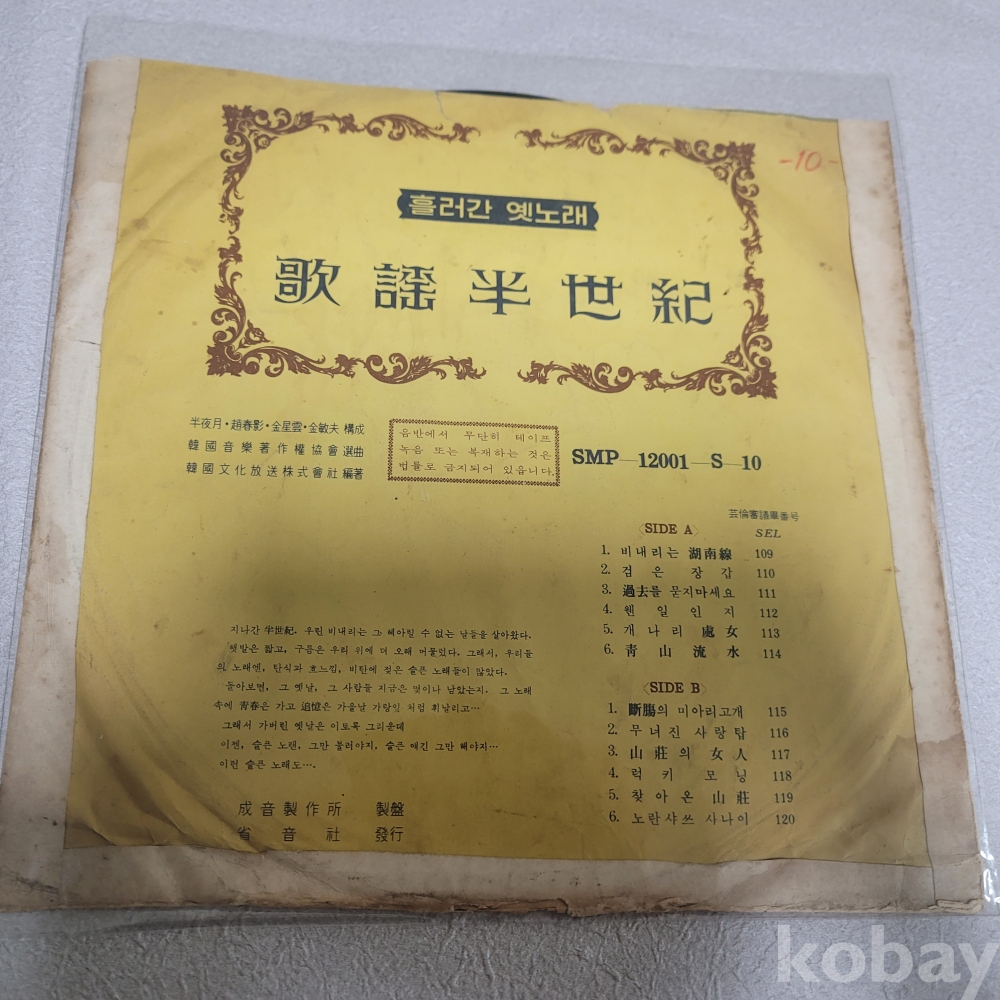 -10-
흘러간 옛노래
歌謠半世紀
半夜月·趙春影·金星雲·金敏夫 構成
韓國音樂著作權協會 選曲
韓國文化放送株式會社 編著
음반에서 무단히 테이프
녹음 또는 복재하는 것은
법률로 금지되어 있읍니다.
SMP—12001—S—10
芸倫審議畢番号
SIDE A SEL
1. 비내리는 湖南線 109
2. 검은 장갑 110
3. 過去를 묻지마세요 111
4. 웬일인지 112
5. 개나리 處女 113
6. 靑山流水 114
SIDE B
1. 斷膓의 미아리고개 115
2. 무너진 사랑탑 116
3. 山莊의 女人 117
4. 럭키 모닝 118
5. 찾아온 山莊 119
6. 노란샤쓰 사나이 120
지나간 半世紀. 우린 비내리는 그 헤아릴 수 없는 날들을 살아왔다.
햇발은 짧고, 구름은 우리 위에 더 오래 머물었다. 그래서, 우리들
의 노래엔, 탄식과 흐느낌, 비탄에 젖은 슬픈 노래들이 많았다.
돌아보면, 그 옛날, 그 사람들 지금은 몇이나 남았는지. 그 노래
속에 靑春은 가고 追憶은 가을날 가랑잎 처럼 휘날리고…
그래서 가버린 옛날은 이토록 그리운데
이젠, 슬픈 노랜, 그만 불러야지, 슬픈 얘긴 그만 해야지…
이런 슬픈 노래도….
成音製作所 製盤
省音社 發行
kobay